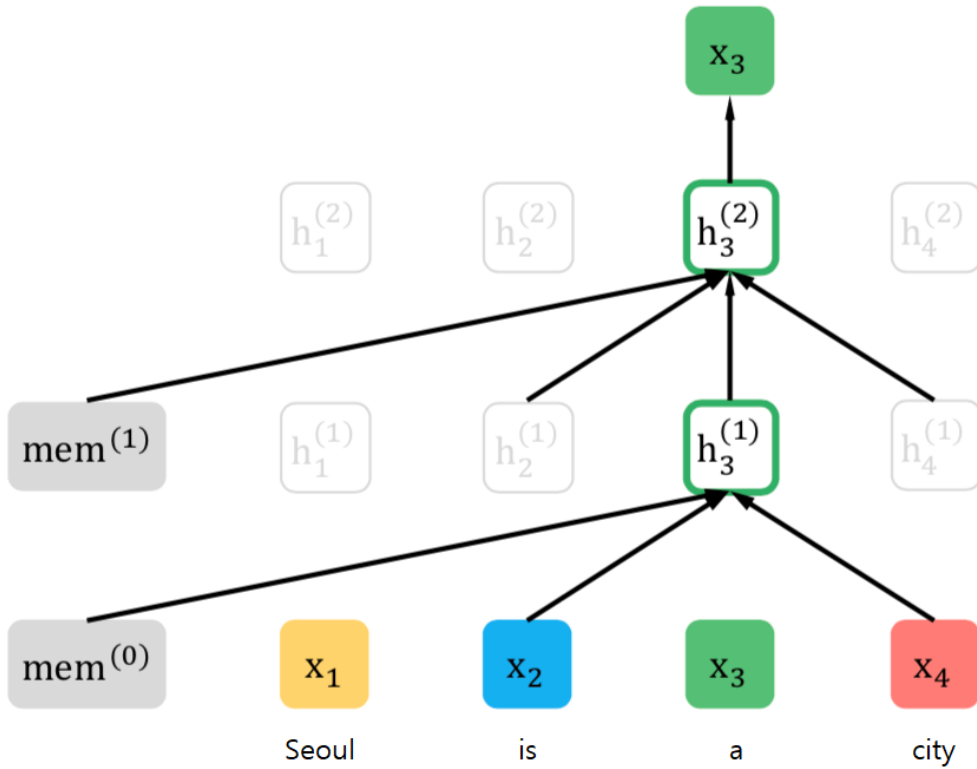 x₃
h₁⁽²⁾ h₂⁽²⁾ h₃⁽²⁾ h₄⁽²⁾
mem⁽¹⁾ h₁⁽¹⁾ h₂⁽¹⁾ h₃⁽¹⁾ h₄⁽¹⁾
mem⁽⁰⁾ x₁ x₂ x₃ x₄
Seoul is a city